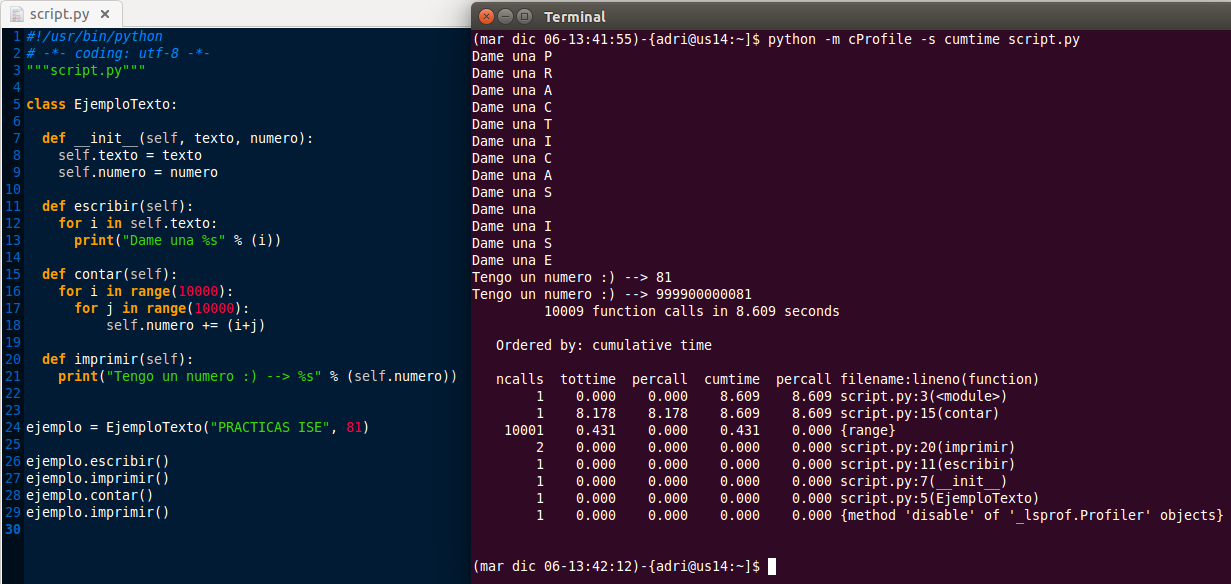 script.py
1 #!/usr/bin/python
2 # -*- coding: utf-8 -*-
3 """script.py"""
4
5 class EjemploTexto:
6
7   def __init__(self, texto, numero):
8     self.texto = texto
9     self.numero = numero
10
11   def escribir(self):
12     for i in self.texto:
13       print("Dame una %s" % (i))
14
15   def contar(self):
16     for i in range(10000):
17       for j in range(10000):
18           self.numero += (i+j)
19
20   def imprimir(self):
21     print("Tengo un numero :) --> %s" % (self.numero))
22
23
24 ejemplo = EjemploTexto("PRACTICAS ISE", 81)
25
26 ejemplo.escribir()
27 ejemplo.imprimir()
28 ejemplo.contar()
29 ejemplo.imprimir()
30
Terminal
(mar dic 06-13:41:55)-{adri@us14:~]$ python -m cProfile -s cumtime script.py
Dame una P
Dame una R
Dame una A
Dame una C
Dame una T
Dame una I
Dame una C
Dame una A
Dame una S
Dame una
Dame una I
Dame una S
Dame una E
Tengo un numero :) --> 81
Tengo un numero :) --> 999900000081
         10009 function calls in 8.609 seconds
   Ordered by: cumulative time
   ncalls  tottime  percall  cumtime  percall filename:lineno(function)
        1    0.000    0.000    8.609    8.609 script.py:3(<module>)
        1    8.178    8.178    8.609    8.609 script.py:15(contar)
    10001    0.431    0.000    0.431    0.000 {range}
        2    0.000    0.000    0.000    0.000 script.py:20(imprimir)
        1    0.000    0.000    0.000    0.000 script.py:11(escribir)
        1    0.000    0.000    0.000    0.000 script.py:7(__init__)
        1    0.000    0.000    0.000    0.000 script.py:5(EjemploTexto)
        1    0.000    0.000    0.000    0.000 {method 'disable' of '_lsprof.Profiler' objects}
(mar dic 06-13:42:12)-{adri@us14:~]$